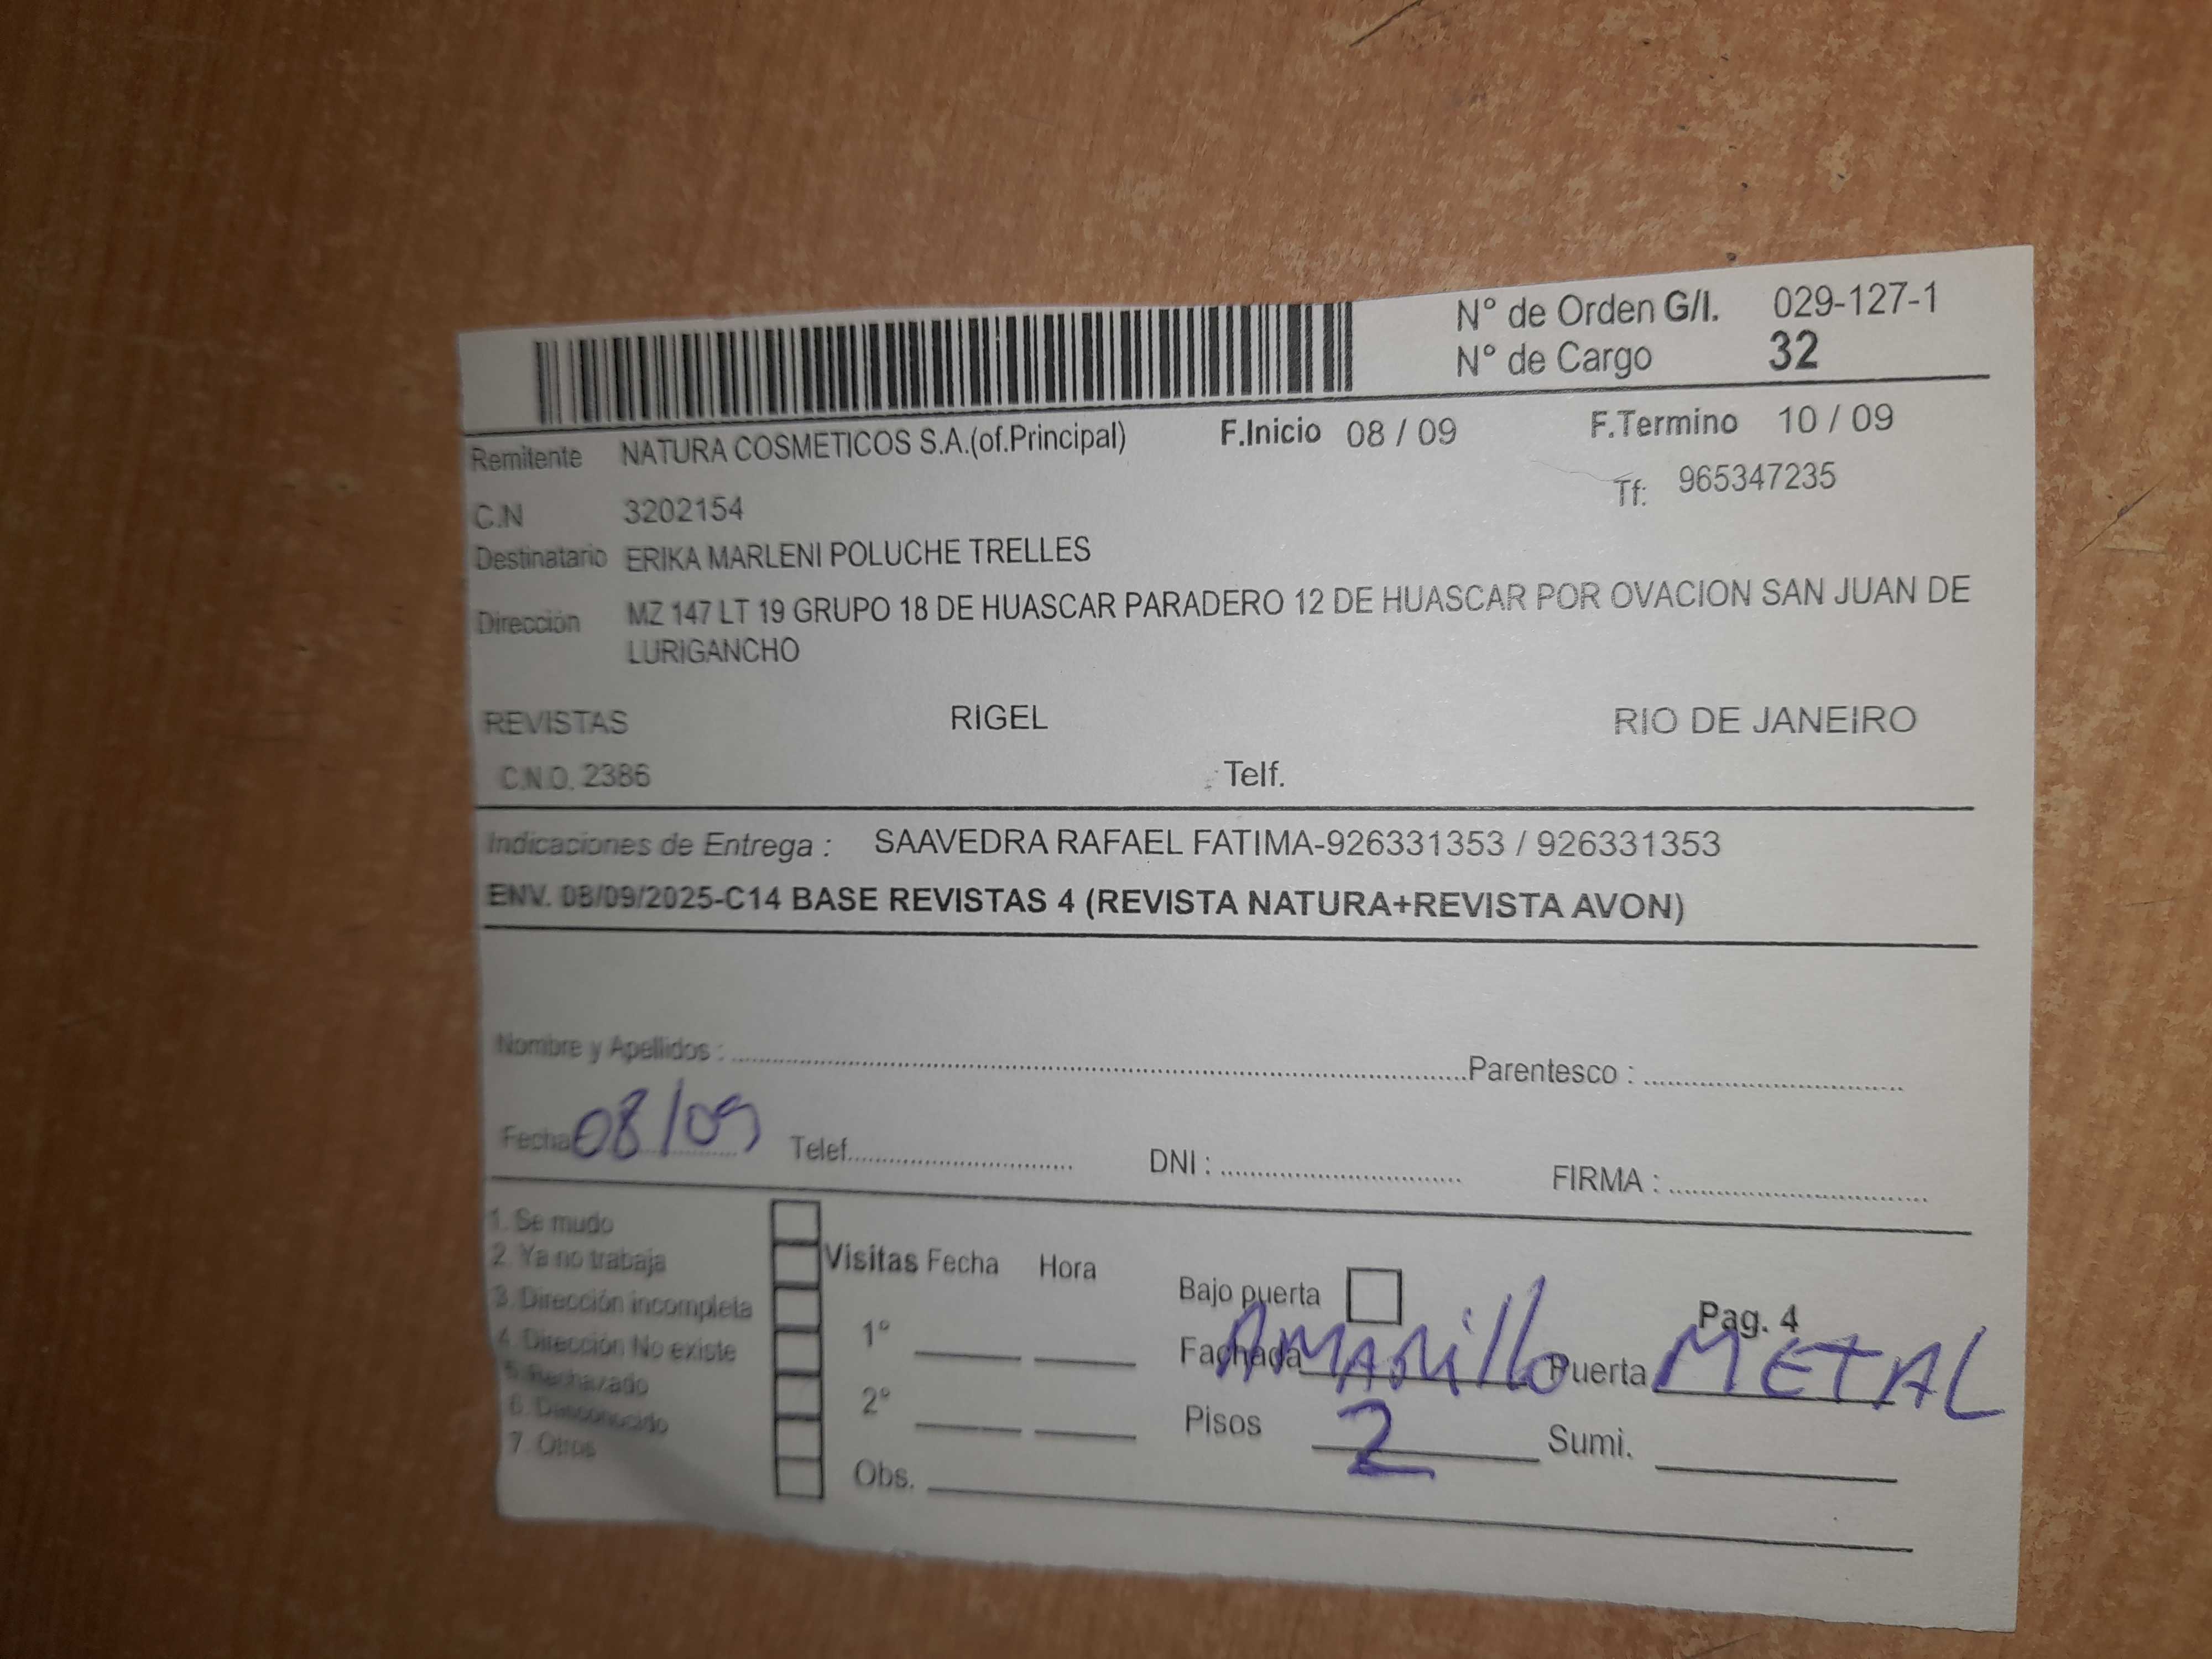 N° de Orden G/I. 029-127-1
N° de Cargo 32
Remitente NATURA COSMETICOS S.A.(of.Principal) F.Inicio 08 / 09 F.Termino 10 / 09
C.N 3202154 Tf: 965347235
Destinatario ERIKA MARLENI POLUCHE TRELLES
Dirección MZ 147 LT 19 GRUPO 18 DE HUASCAR PARADERO 12 DE HUASCAR POR OVACION SAN JUAN DE
LURIGANCHO
REVISTAS RIGEL RIO DE JANEIRO
C.N.O. 2386 Telf.
Indicaciones de Entrega : SAAVEDRA RAFAEL FATIMA-926331353 / 926331353
ENV. 08/09/2025-C14 BASE REVISTAS 4 (REVISTA NATURA+REVISTA AVON)
Nombre y Apellidos : Parentesco :
Fecha 08/09 Telef. DNI : FIRMA :
1. Se mudo
2. Ya no trabaja
3. Dirección incompleta
4. Dirección No existe
5. Rechazado
6. Desconocido
7. Otros
Visitas Fecha Hora
1°
2°
Obs.
Bajo puerta Pag. 4
Fachada AMARillo Puerta METAL
Pisos 2 Sumi.